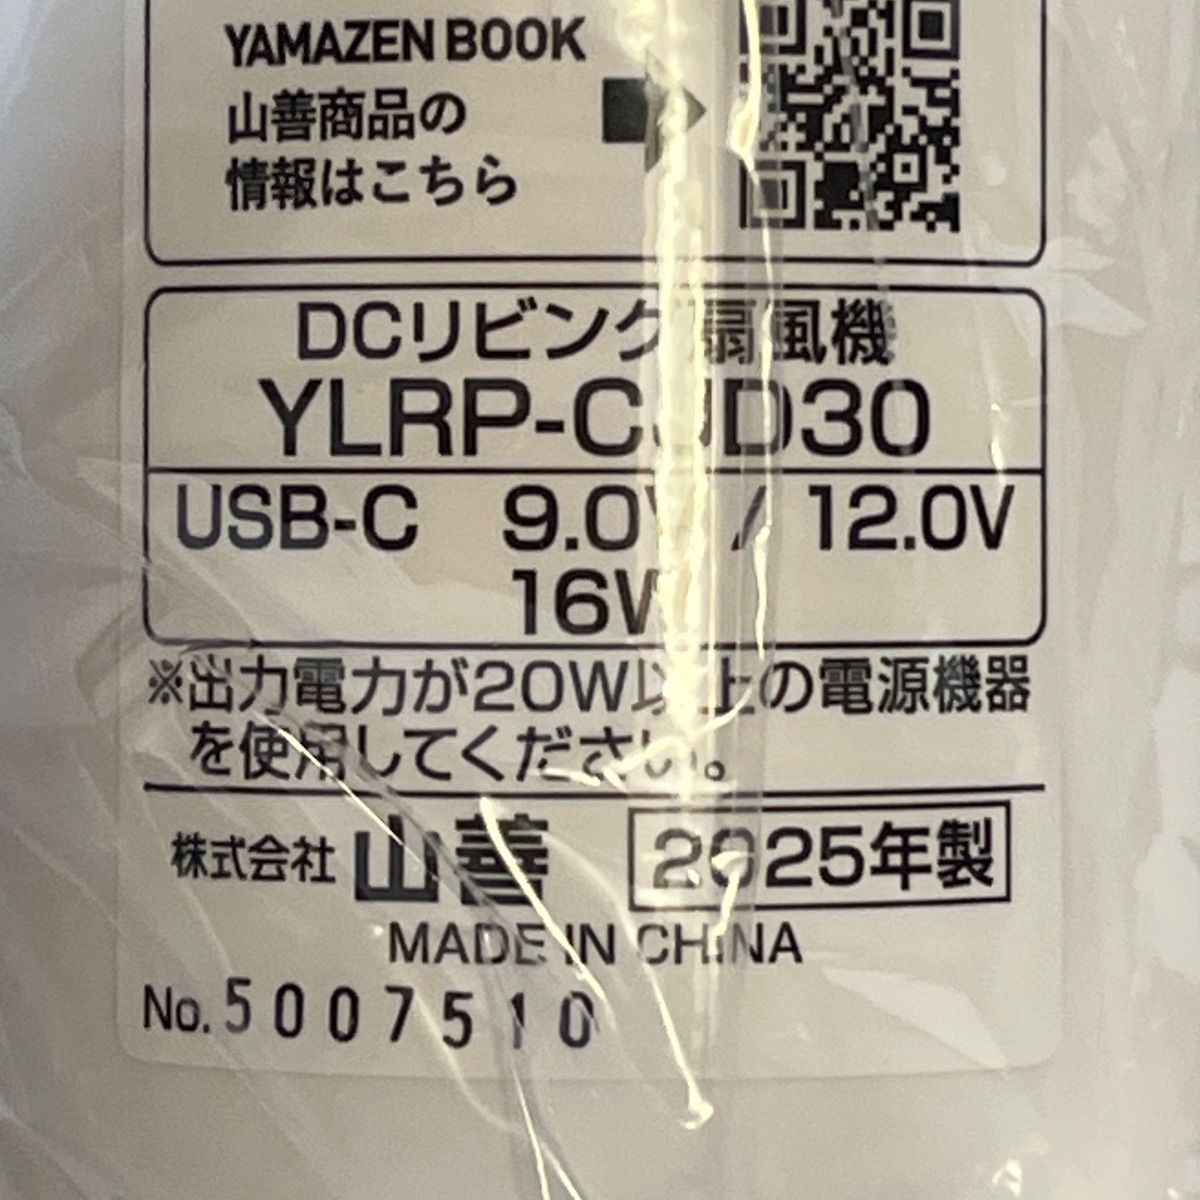 YAMAZEN BOOK
山善商品の
情報はこちら
DCリビング扇風機
USB-C 9.0V / 12.0V
16W
※出力電力が20W以上の電源機器
を使用してください。
株式会社 山善 2025年製
MADE IN CHINA
No. 5007510